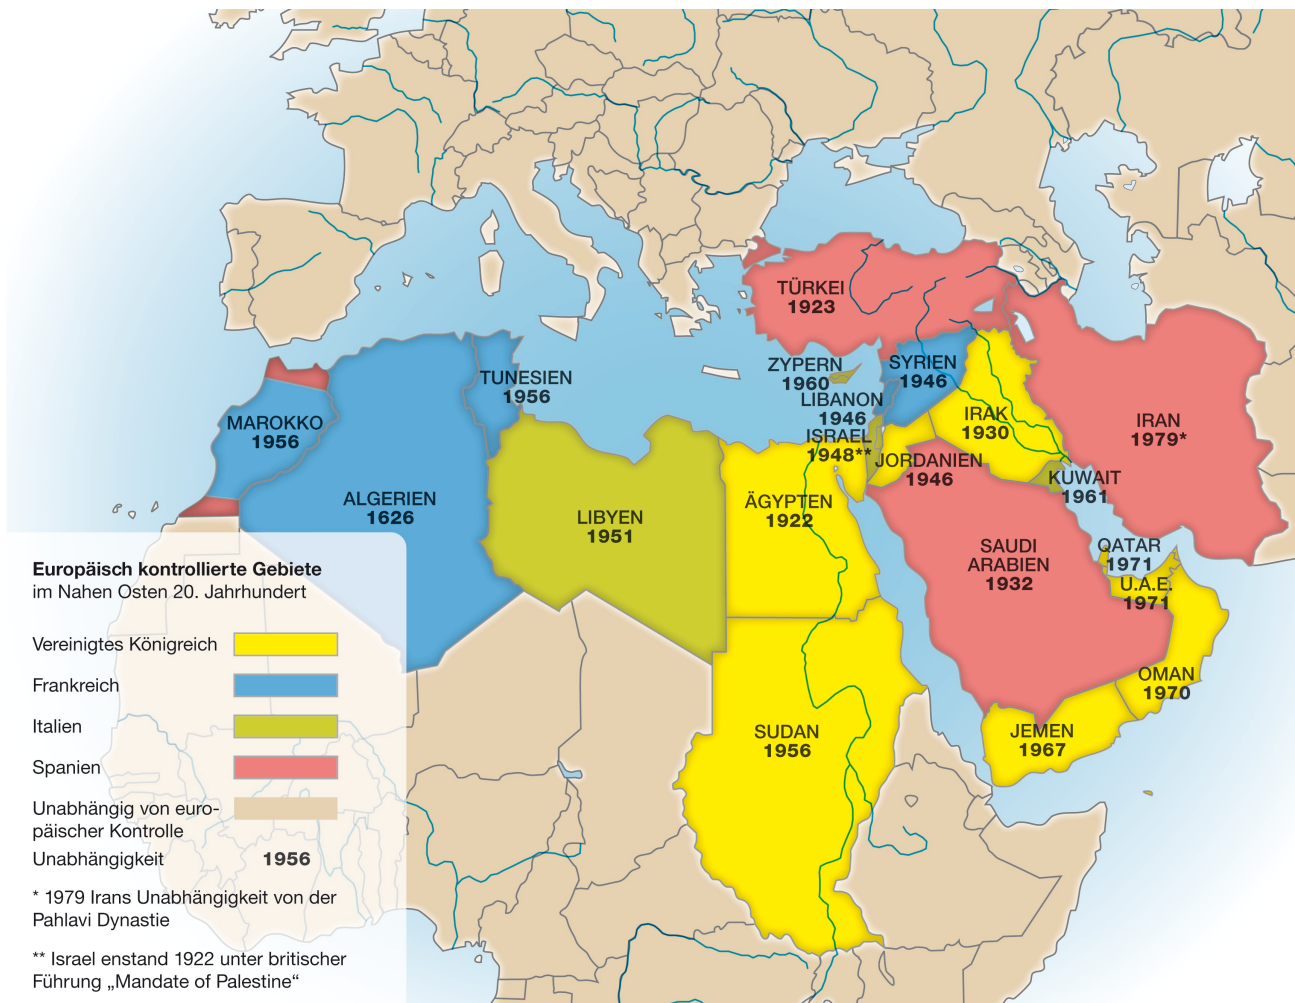 TÜRKEI
1923
ZYPERN
1960
SYRIEN
1946
LIBANON
1946
ISRAEL
1948**
JORDANIEN
1946
IRAK
1930
IRAN
1979*
KUWAIT
1961
TUNESIEN
1956
MAROKKO
1956
ALGERIEN
1626
LIBYEN
1951
ÄGYPTEN
1922
SAUDI
ARABIEN
1932
QATAR
1971
U.A.E.
1971
OMAN
1970
JEMEN
1967
SUDAN
1956
Europäisch kontrollierte Gebiete
im Nahen Osten 20. Jahrhundert
Vereinigtes Königreich
Frankreich
Italien
Spanien
Unabhängig von euro-
päischer Kontrolle
Unabhängigkeit 1956
* 1979 Irans Unabhängigkeit von der
Pahlavi Dynastie
** Israel enstand 1922 unter britischer
Führung „Mandate of Palestine“